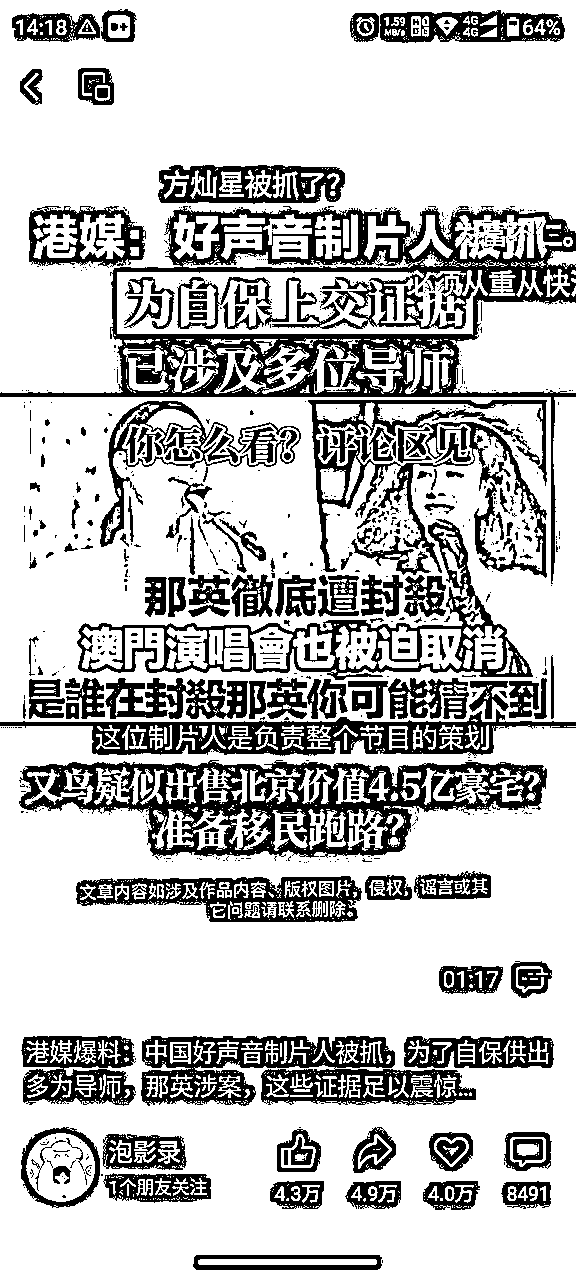 14:18
1.59 MB/s HD 4G 4G 64%
方灿星被抓了？
港媒：好声音制片人被抓
必须从重从快
为自保上交证据
已涉及多位导师
你怎么看？评论区见
那英徹底遭封殺
澳門演唱會也被迫取消
是誰在封殺那英你可能猜不到
这位制片人是负责整个节目的策划
又鸟疑似出售北京价值4.5亿豪宅？
准备移民跑路？
文章内容如涉及作品内容、版权图片，侵权，谣言或其
它问题请联系删除。
01:17
港媒爆料：中国好声音制片人被抓，为了自保供出
多为导师，那英涉案，这些证据足以震惊...
泡影录
1个朋友关注
4.3万 4.9万 4.0万 8491